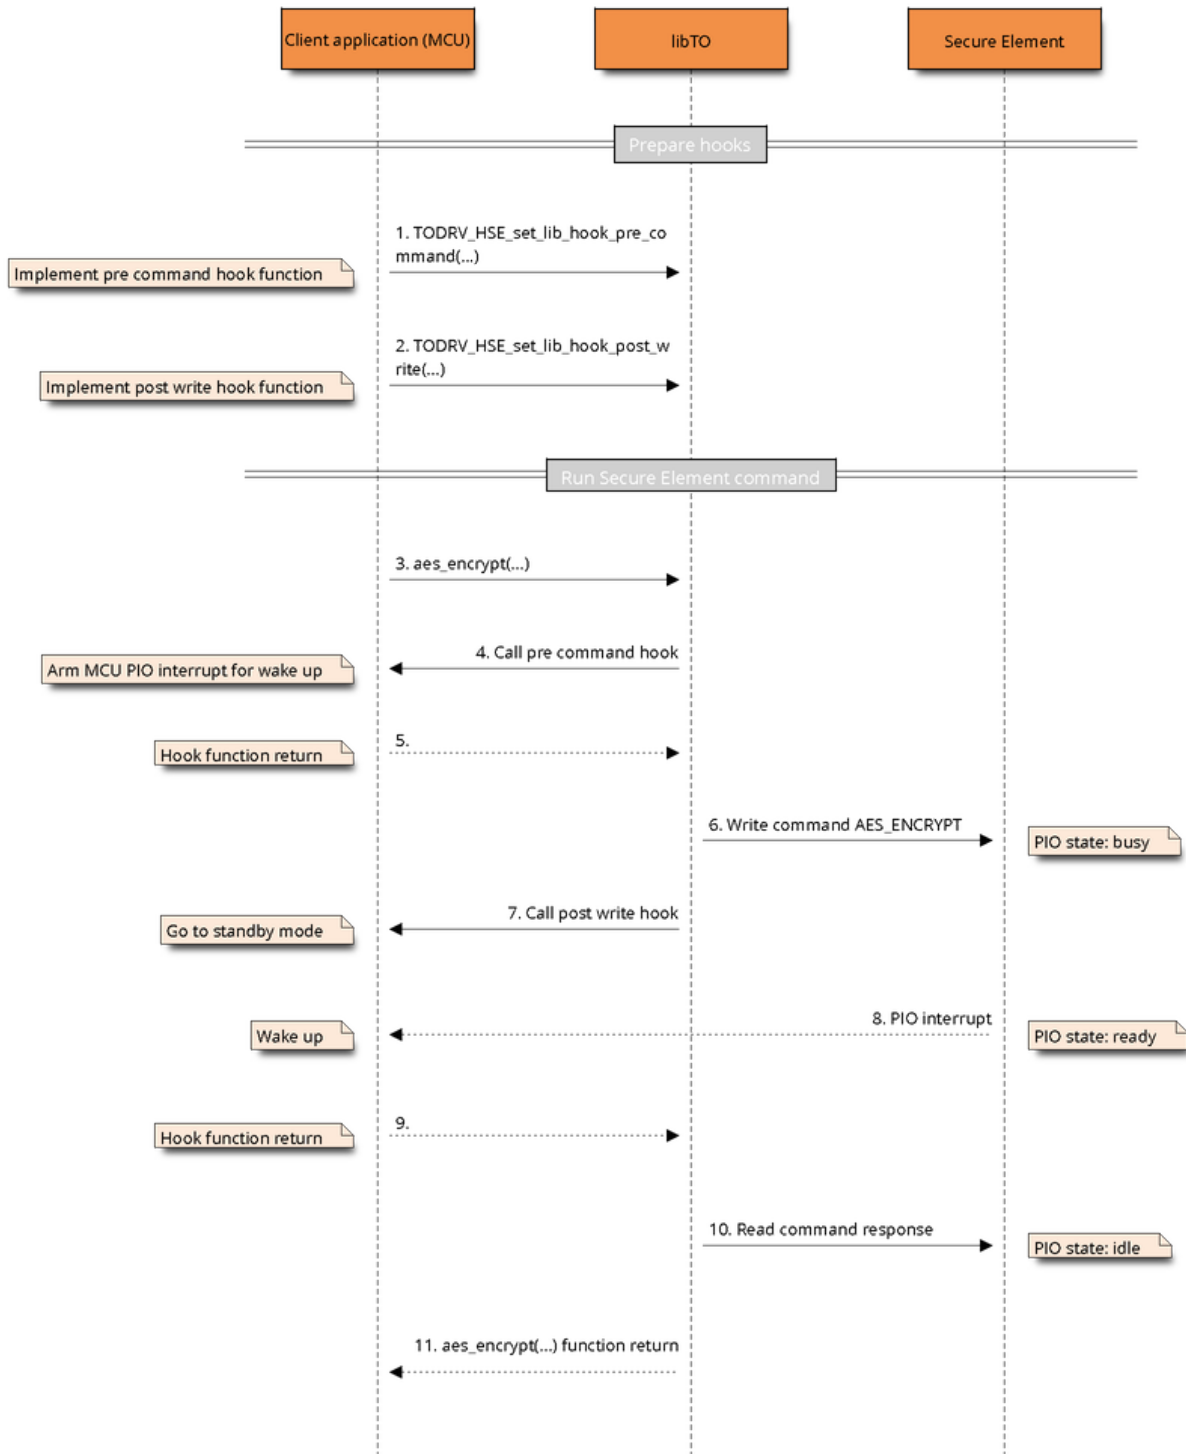 Client application (MCU)
libTO
Secure Element
Prepare hooks
1. TODRV_HSE_set_lib_hook_pre_co
mmand(...)
Implement pre command hook function
2. TODRV_HSE_set_lib_hook_post_w
rite(...)
Implement post write hook function
Run Secure Element command
3. aes_encrypt(...)
4. Call pre command hook
Arm MCU PIO interrupt for wake up
5.
Hook function return
6. Write command AES_ENCRYPT
PIO state: busy
7. Call post write hook
Go to standby mode
8. PIO interrupt
Wake up
PIO state: ready
9.
Hook function return
10. Read command response
PIO state: idle
11. aes_encrypt(...) function return